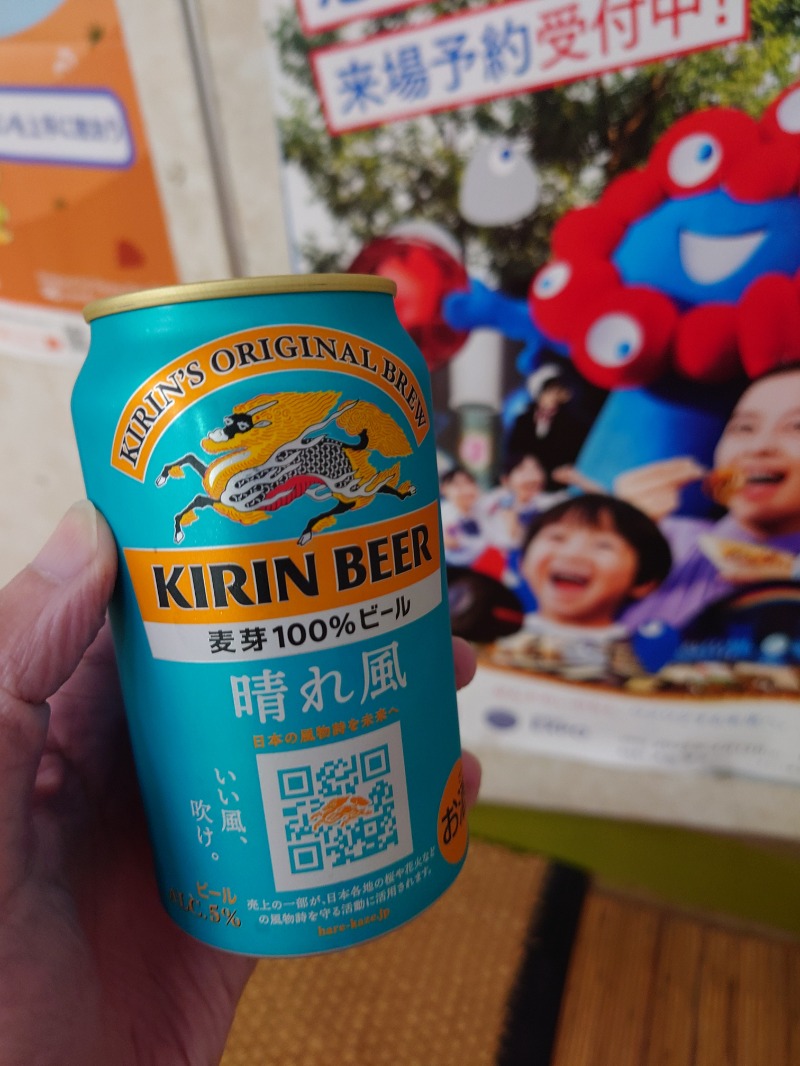 来場予約受付中!
KIRIN'S ORIGINAL BREW
KIRIN BEER
麦芽100%ビール
晴れ風
日本の風物詩を未来へ
いい風、
吹け。
お酒
ビール
ALC.5%
売上の一部が、日本各地の桜や花火など
の風物詩を守る活動に活用されます。
hare-kaze.jp